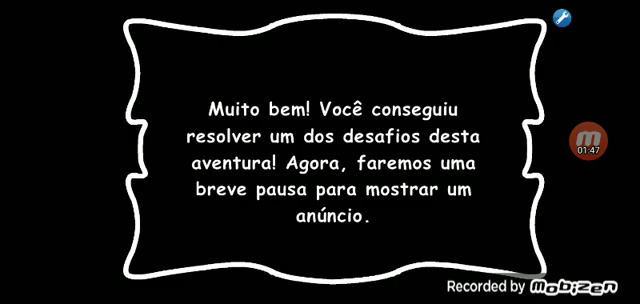 Muito bem! Você conseguiu
resolver um dos desafios desta
aventura! Agora, faremos uma
breve pausa para mostrar um
anúncio.
01:47
Recorded by Mobizen